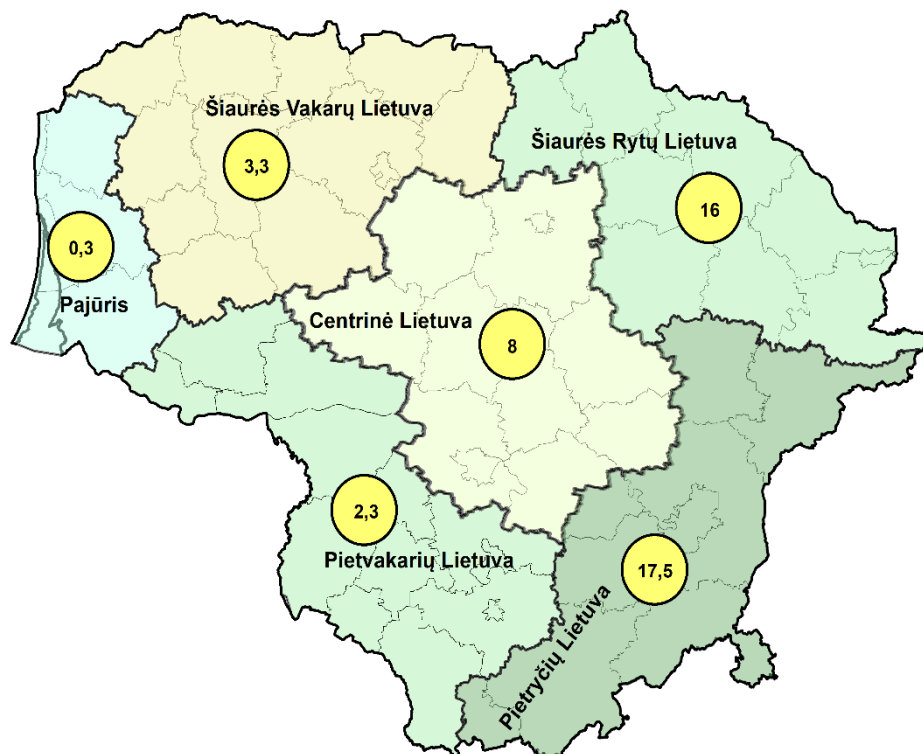 Šiaurės Vakarų Lietuva
3,3
Šiaurės Rytų Lietuva
16
0,3
Pajūris
Centrinė Lietuva
8
2,3
Pietvakarių Lietuva
17,5
Pietryčių Lietuva